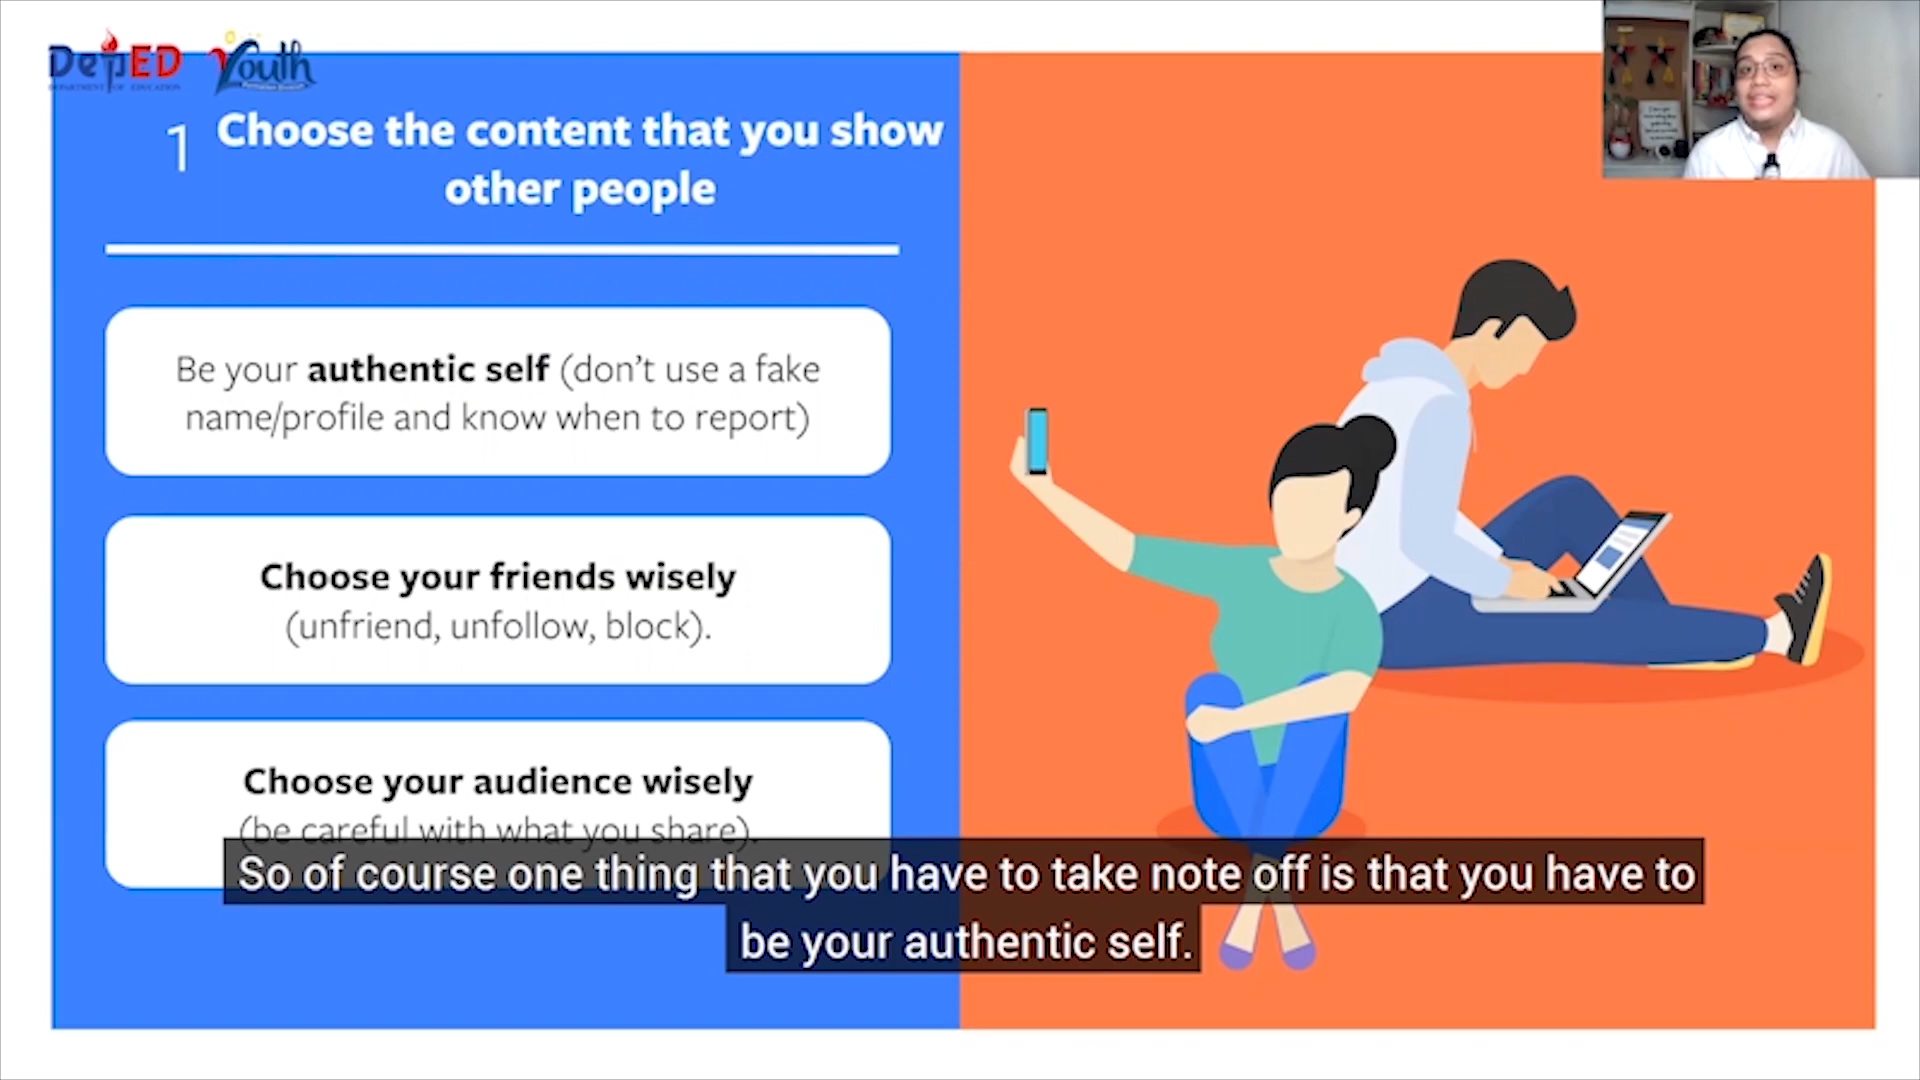 DepED
DEPARTMENT OF EDUCATION
Youth
1
Choose the content that you show
other people
Be your authentic self (don't use a fake
name/profile and know when to report)
Choose your friends wisely
(unfriend, unfollow, block).
Choose your audience wisely
(be careful with what you share).
So of course one thing that you have to take note off is that you have to
be your authentic self.